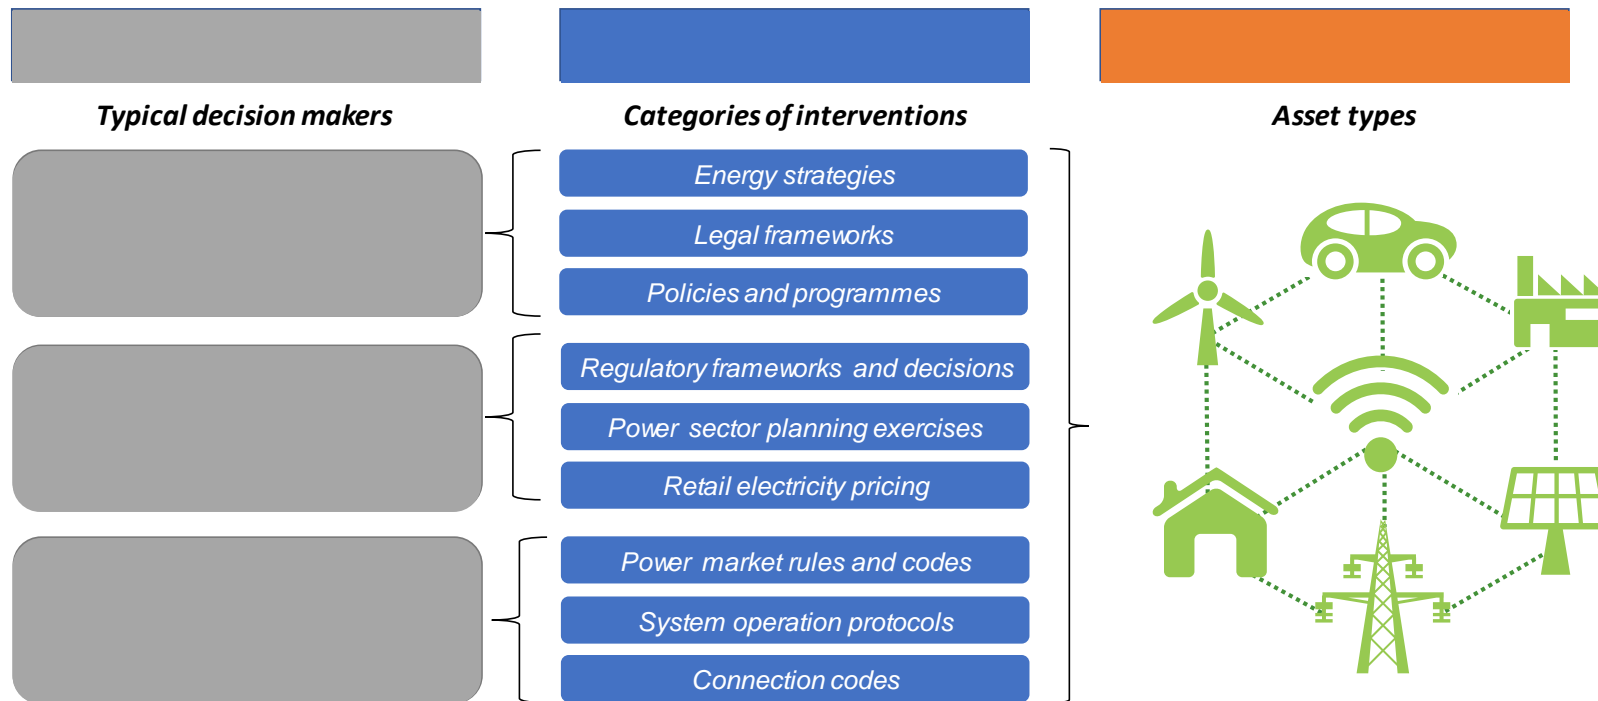 Typical decision makers
Categories of interventions
Asset types
Energy strategies
Legal frameworks
Policies and programmes
Regulatory frameworks and decisions
Power sector planning exercises
Retail electricity pricing
Power market rules and codes
System operation protocols
Connection codes